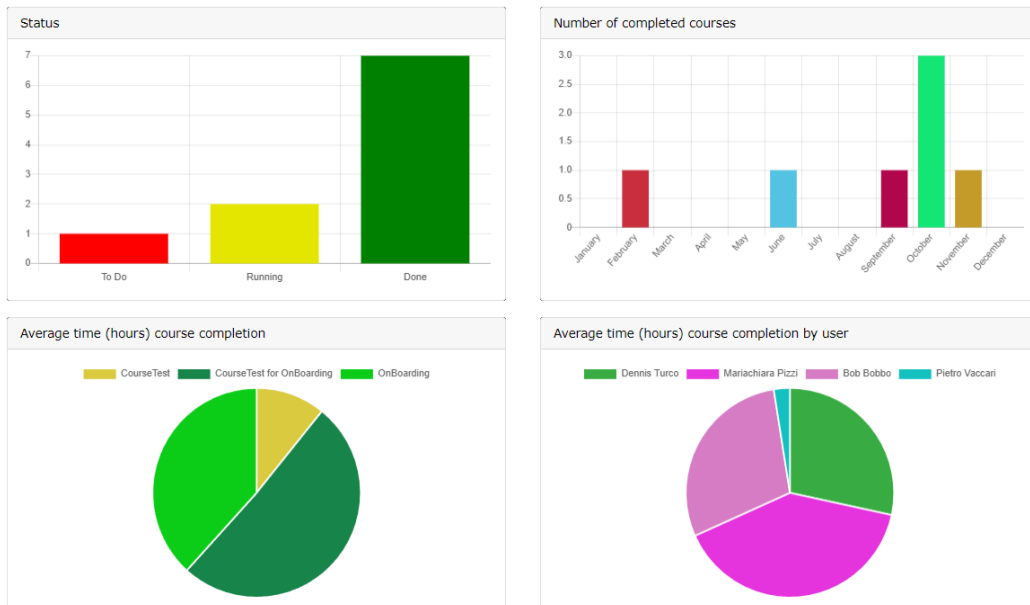 Status
7
6
5
4
3
2
1
0
To Do Running Done
Number of completed courses
3.0
2.5
2.0
1.5
1.0
0.5
0
January February March April May June July August September October November December
Average time (hours) course completion
CourseTest CourseTest for OnBoarding OnBoarding
Average time (hours) course completion by user
Dennis Turco Mariachiara Pizzi Bob Bobbo Pietro Vaccari